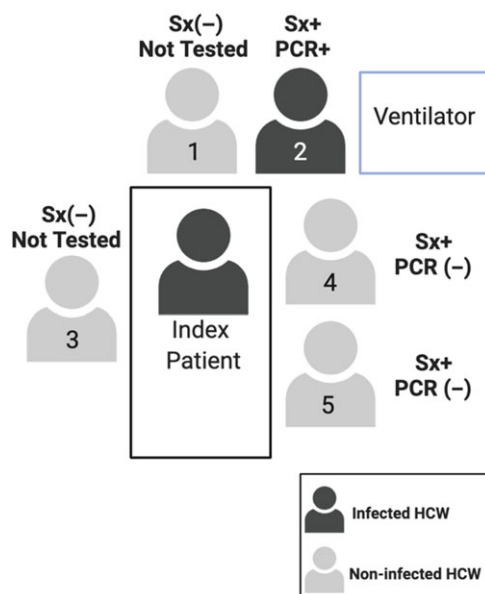 Sx(–)
Not Tested
Sx+
PCR+
1
2
Ventilator
Sx(–)
Not Tested
3
Index
Patient
4
Sx+
PCR (–)
5
Sx+
PCR (–)
Infected HCW
Non-infected HCW